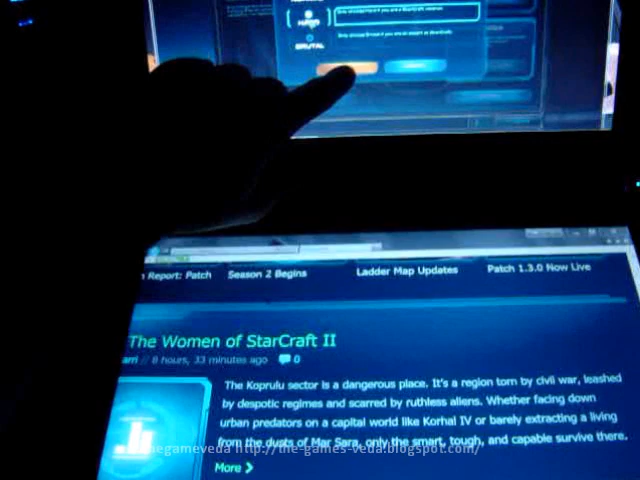 HARD
BRUTAL
n Report: Patch Season 2 Begins Ladder Map Updates Patch 1.3.0 Now Live
The Women of StarCraft II
8 hours, 33 minutes ago 0
The Koprulu sector is a dangerous place. It's a region torn by civil war, leashed
by despotic regimes and scarred by ruthless aliens. Whether facing down
urban predators on a capital world like Korhal IV or barely extracting a living
from the dusts of Mar Sara, only the smart, tough, and capable survive there.
thegameveda http://the-games-veda.blogspot.com/
More